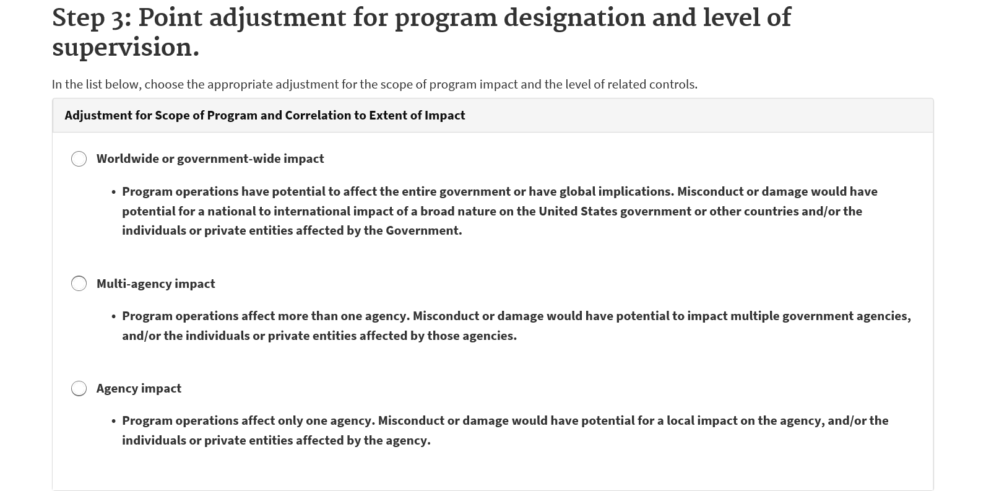 Step 3: Point adjustment for program designation and level of
supervision.
In the list below, choose the appropriate adjustment for the scope of program impact and the level of related controls.
Adjustment for Scope of Program and Correlation to Extent of Impact
Worldwide or government-wide impact
• Program operations have potential to affect the entire government or have global implications. Misconduct or damage would have
potential for a national to international impact of a broad nature on the United States government or other countries and/or the
individuals or private entities affected by the Government.
Multi-agency impact
• Program operations affect more than one agency. Misconduct or damage would have potential to impact multiple government agencies,
and/or the individuals or private entities affected by those agencies.
Agency impact
• Program operations affect only one agency. Misconduct or damage would have potential for a local impact on the agency, and/or the
individuals or private entities affected by the agency.